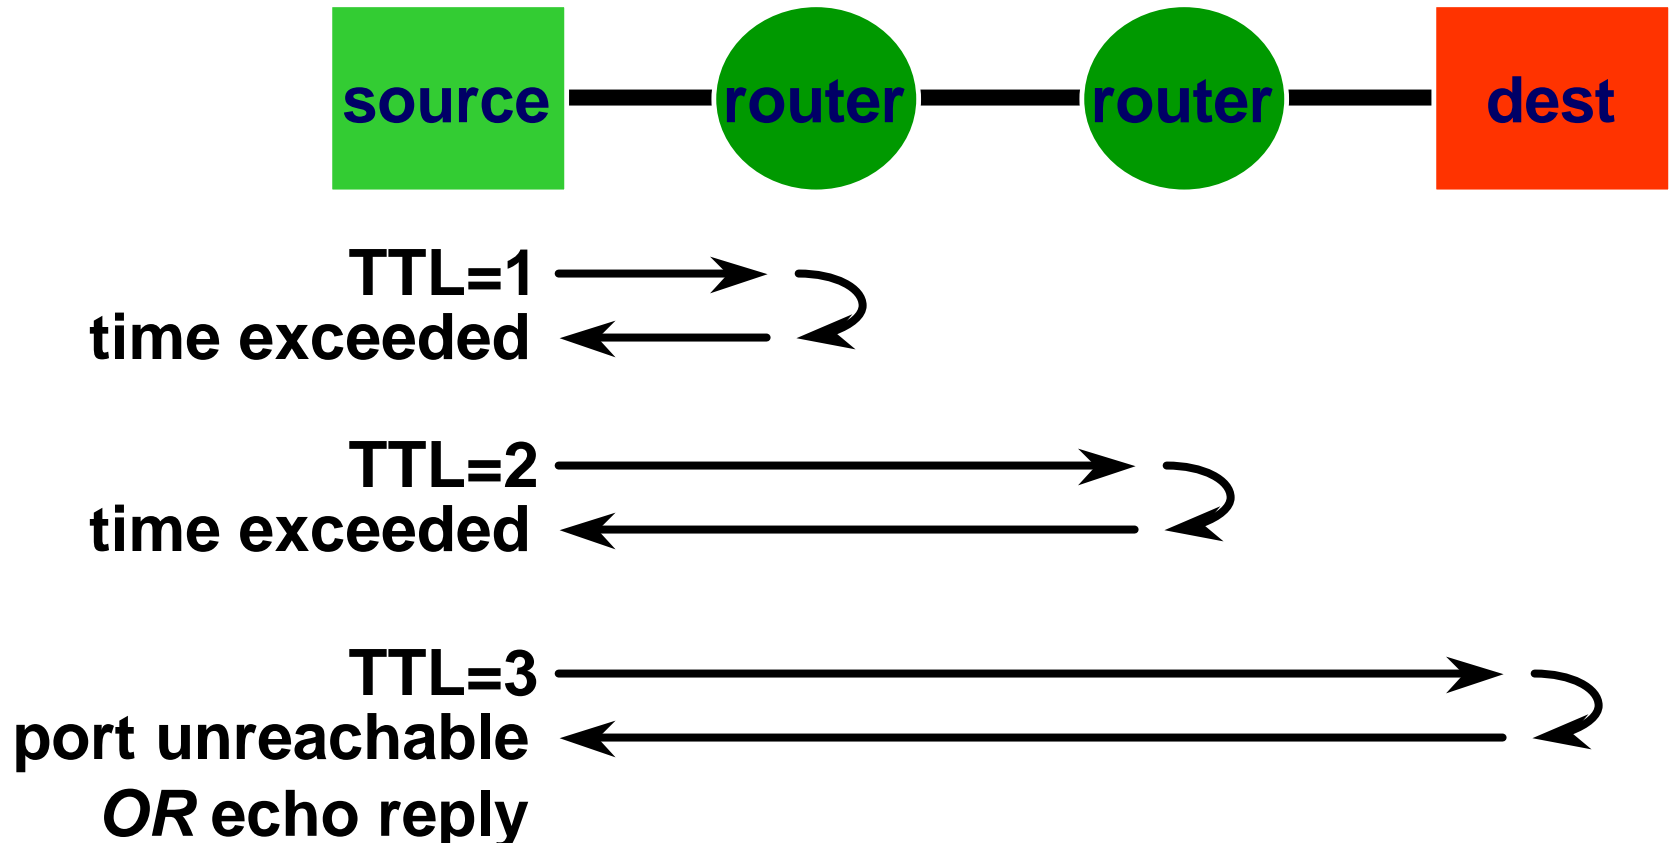 source router router dest
TTL=1
time exceeded
TTL=2
time exceeded
TTL=3
port unreachable
OR echo reply